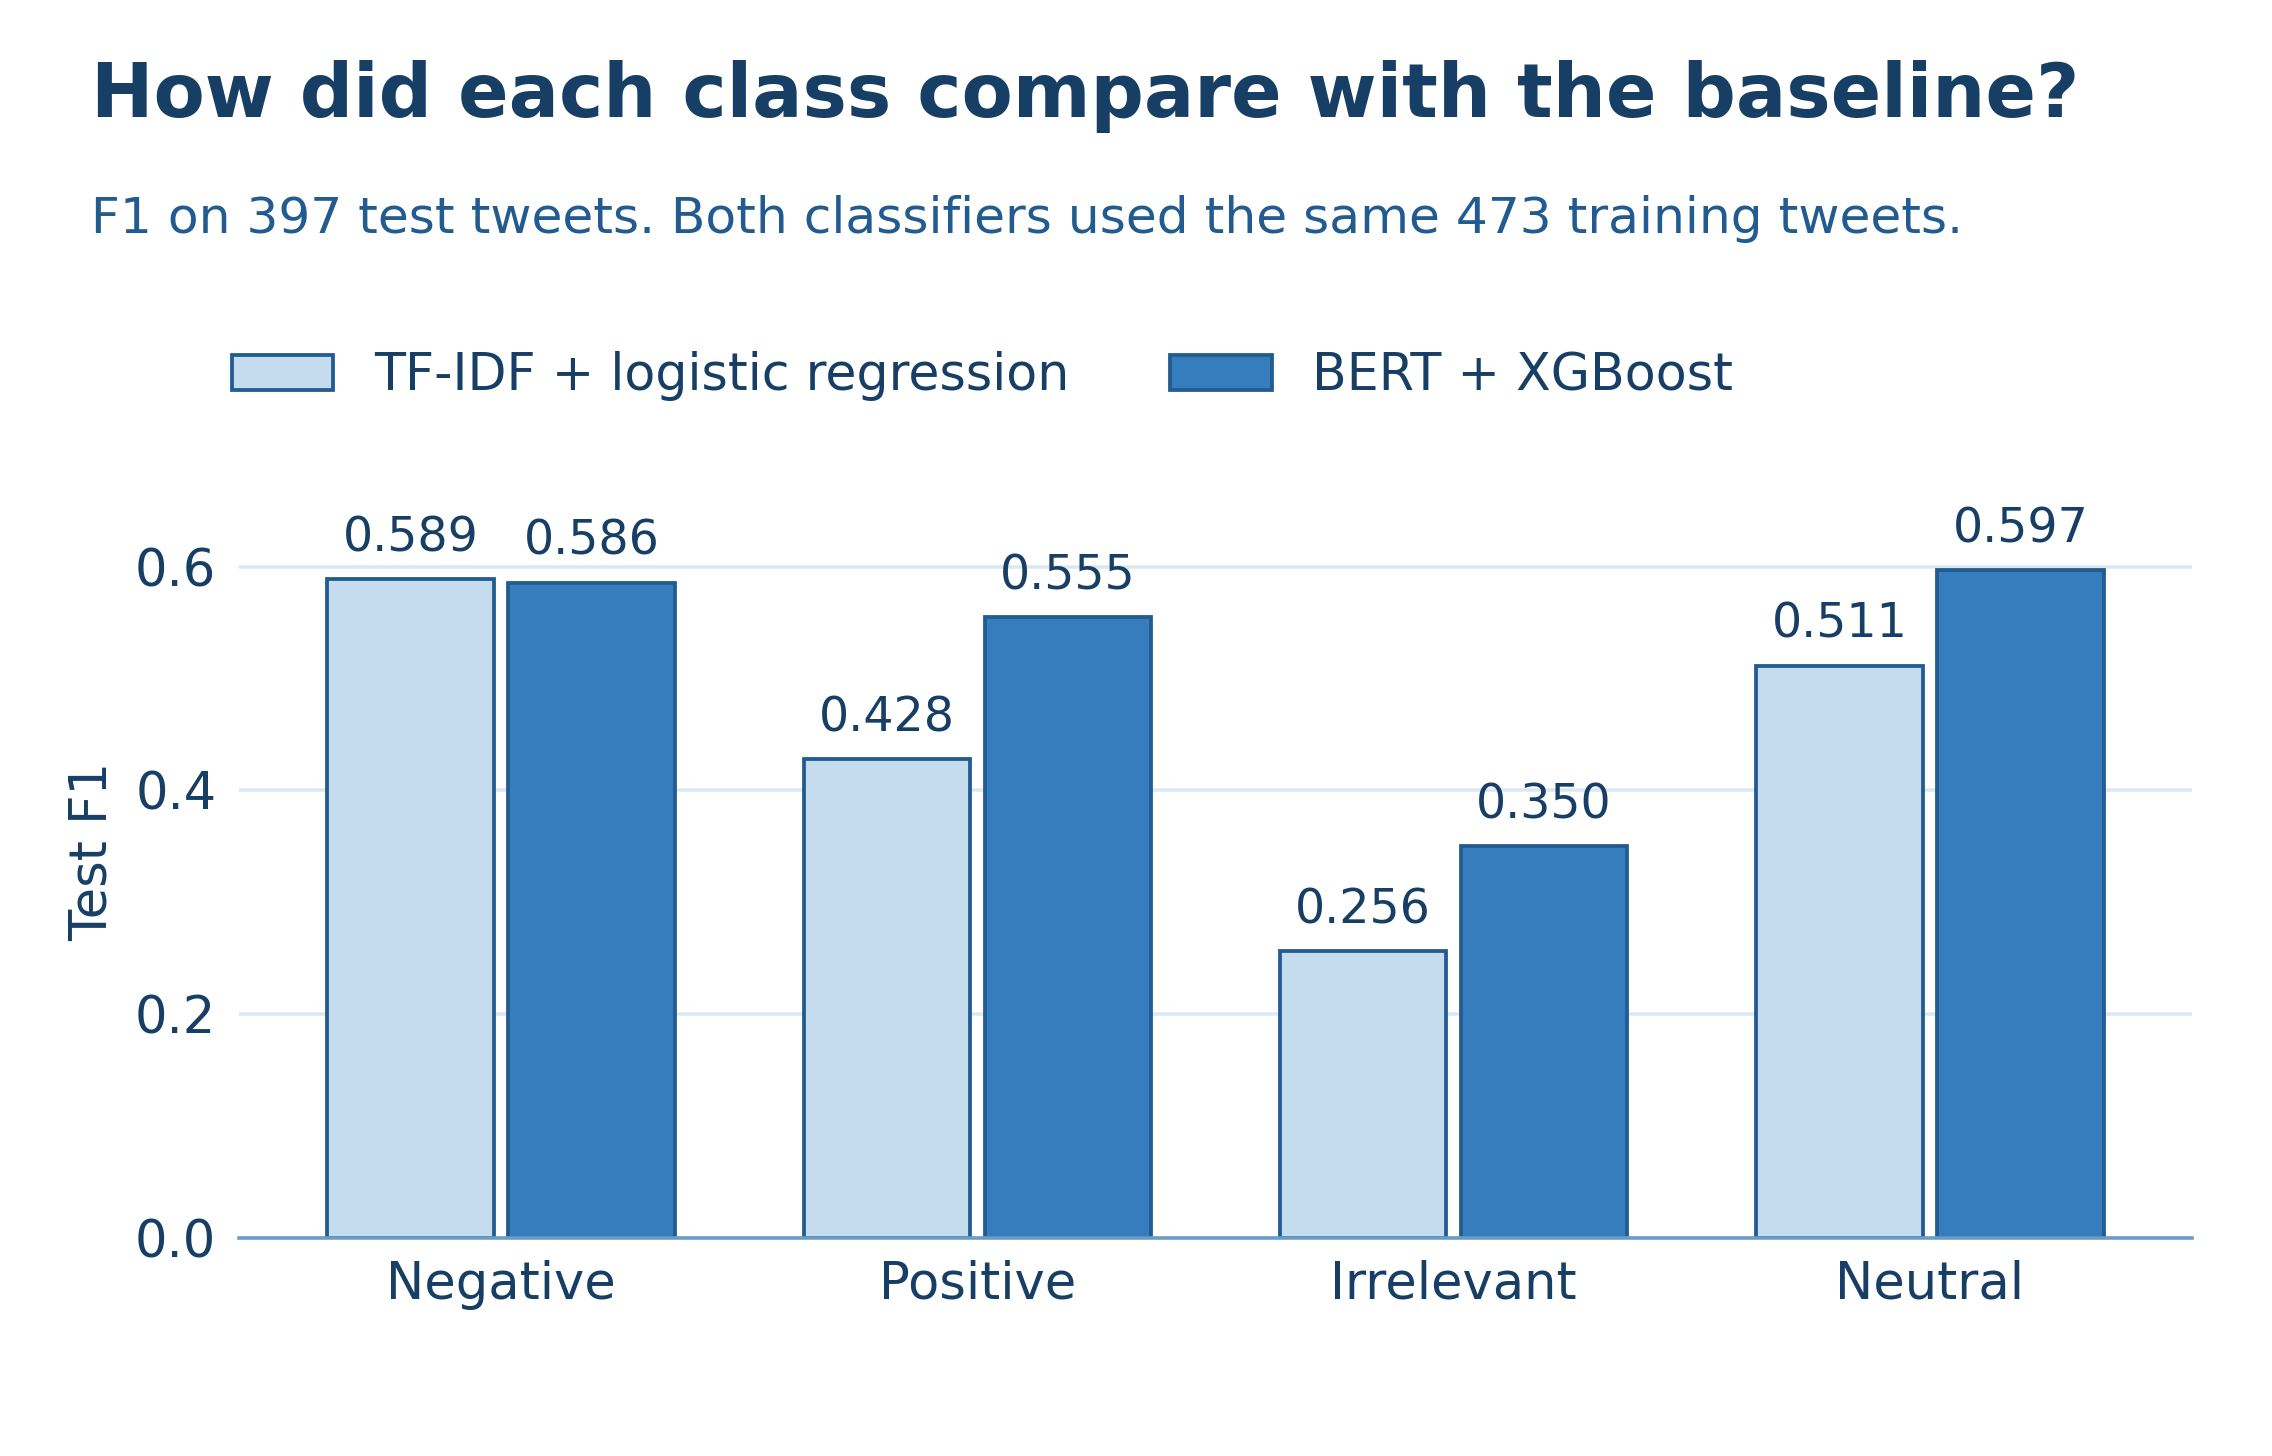 How did each class compare with the baseline?
F1 on 397 test tweets. Both classifiers used the same 473 training tweets.
TF-IDF + logistic regression
BERT + XGBoost
Test F1
0.6
0.4
0.2
0.0
0.589
0.586
0.428
0.555
0.256
0.350
0.511
0.597
Negative
Positive
Irrelevant
Neutral